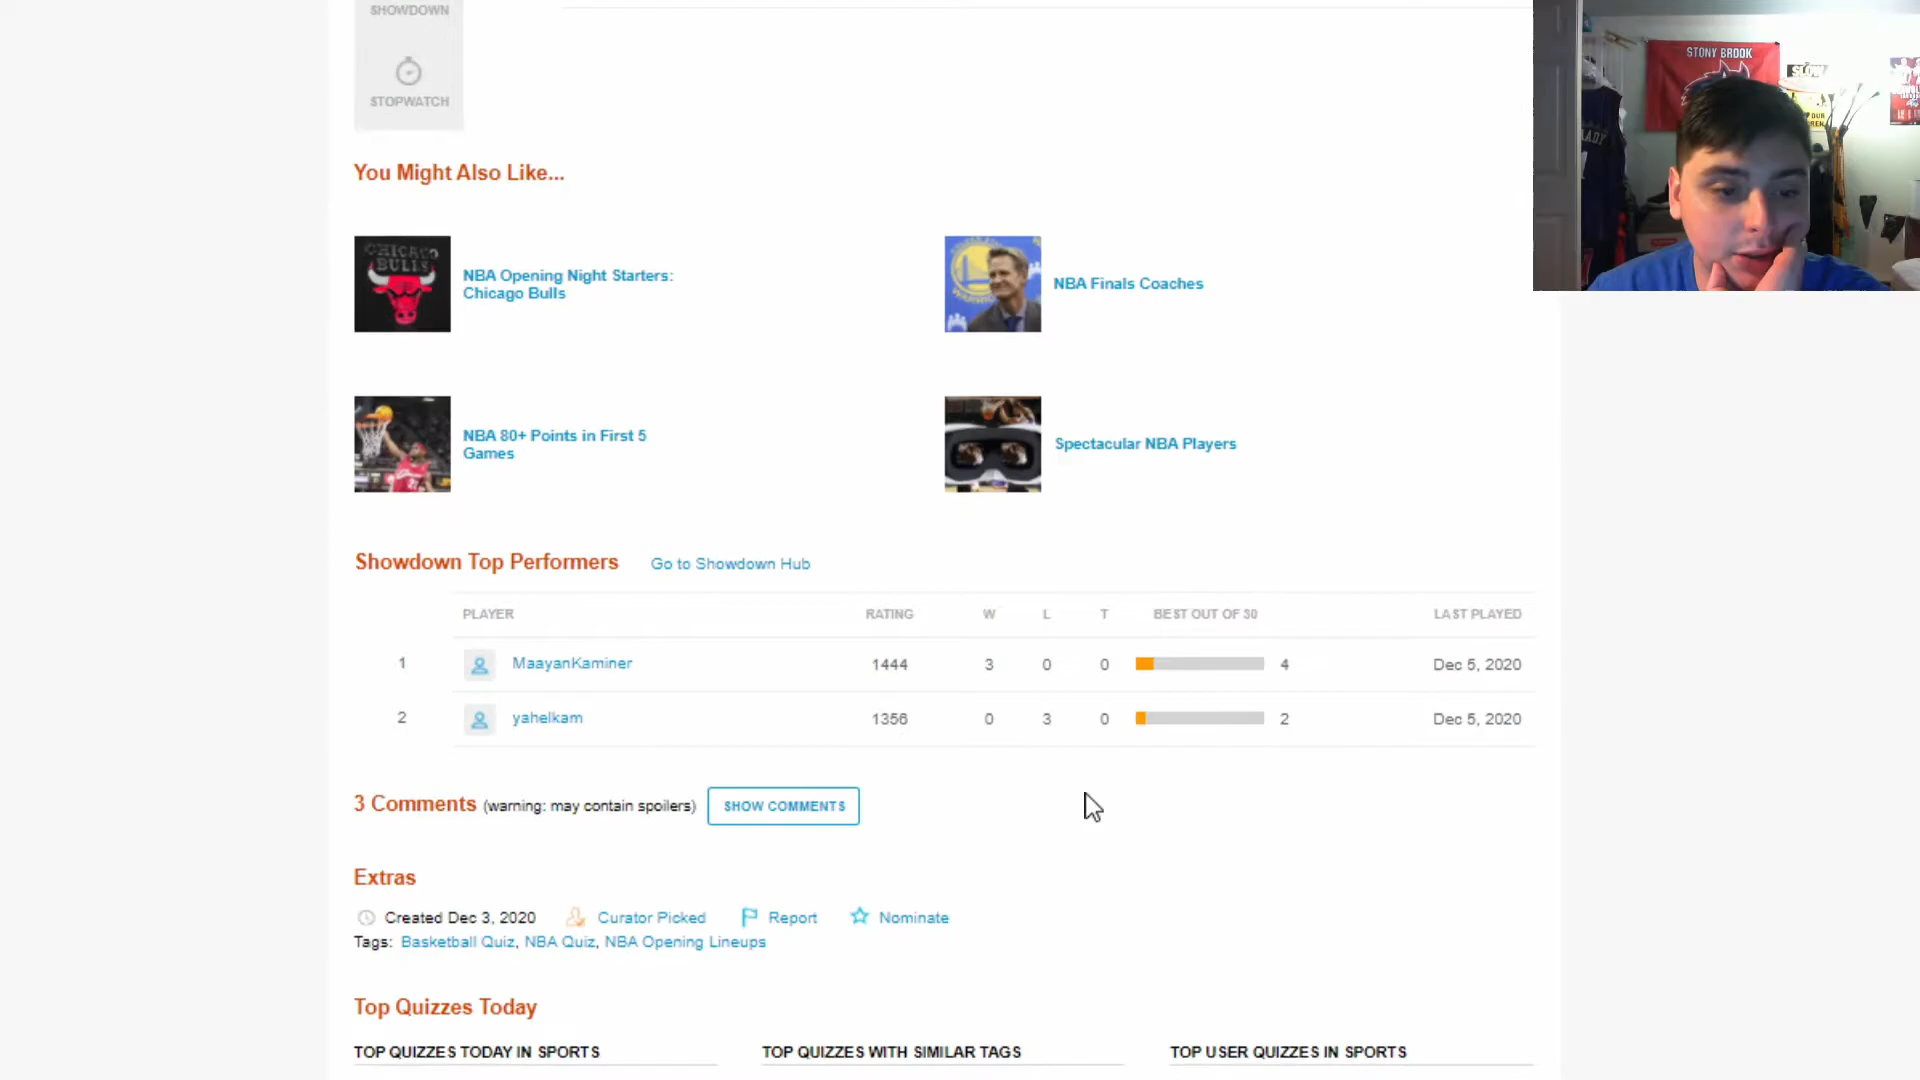 SHOWDOWN
STOPWATCH
STONY BROOK
SLOW
OUR
ADY
You Might Also Like...
CHICAGO
BULLS
NBA Opening Night Starters:
Chicago Bulls
NBA Finals Coaches
NBA 80+ Points in First 5
Games
Spectacular NBA Players
Showdown Top Performers Go to Showdown Hub
PLAYER RATING W L T BEST OUT OF 30 LAST PLAYED
1 MaayanKaminer 1444 3 0 0 4 Dec 5, 2020
2 yahelkam 1356 0 3 0 2 Dec 5, 2020
3 Comments (warning: may contain spoilers) SHOW COMMENTS
Extras
Created Dec 3, 2020 Curator Picked Report Nominate
Tags: Basketball Quiz, NBA Quiz, NBA Opening Lineups
Top Quizzes Today
TOP QUIZZES TODAY IN SPORTS TOP QUIZZES WITH SIMILAR TAGS TOP USER QUIZZES IN SPORTS